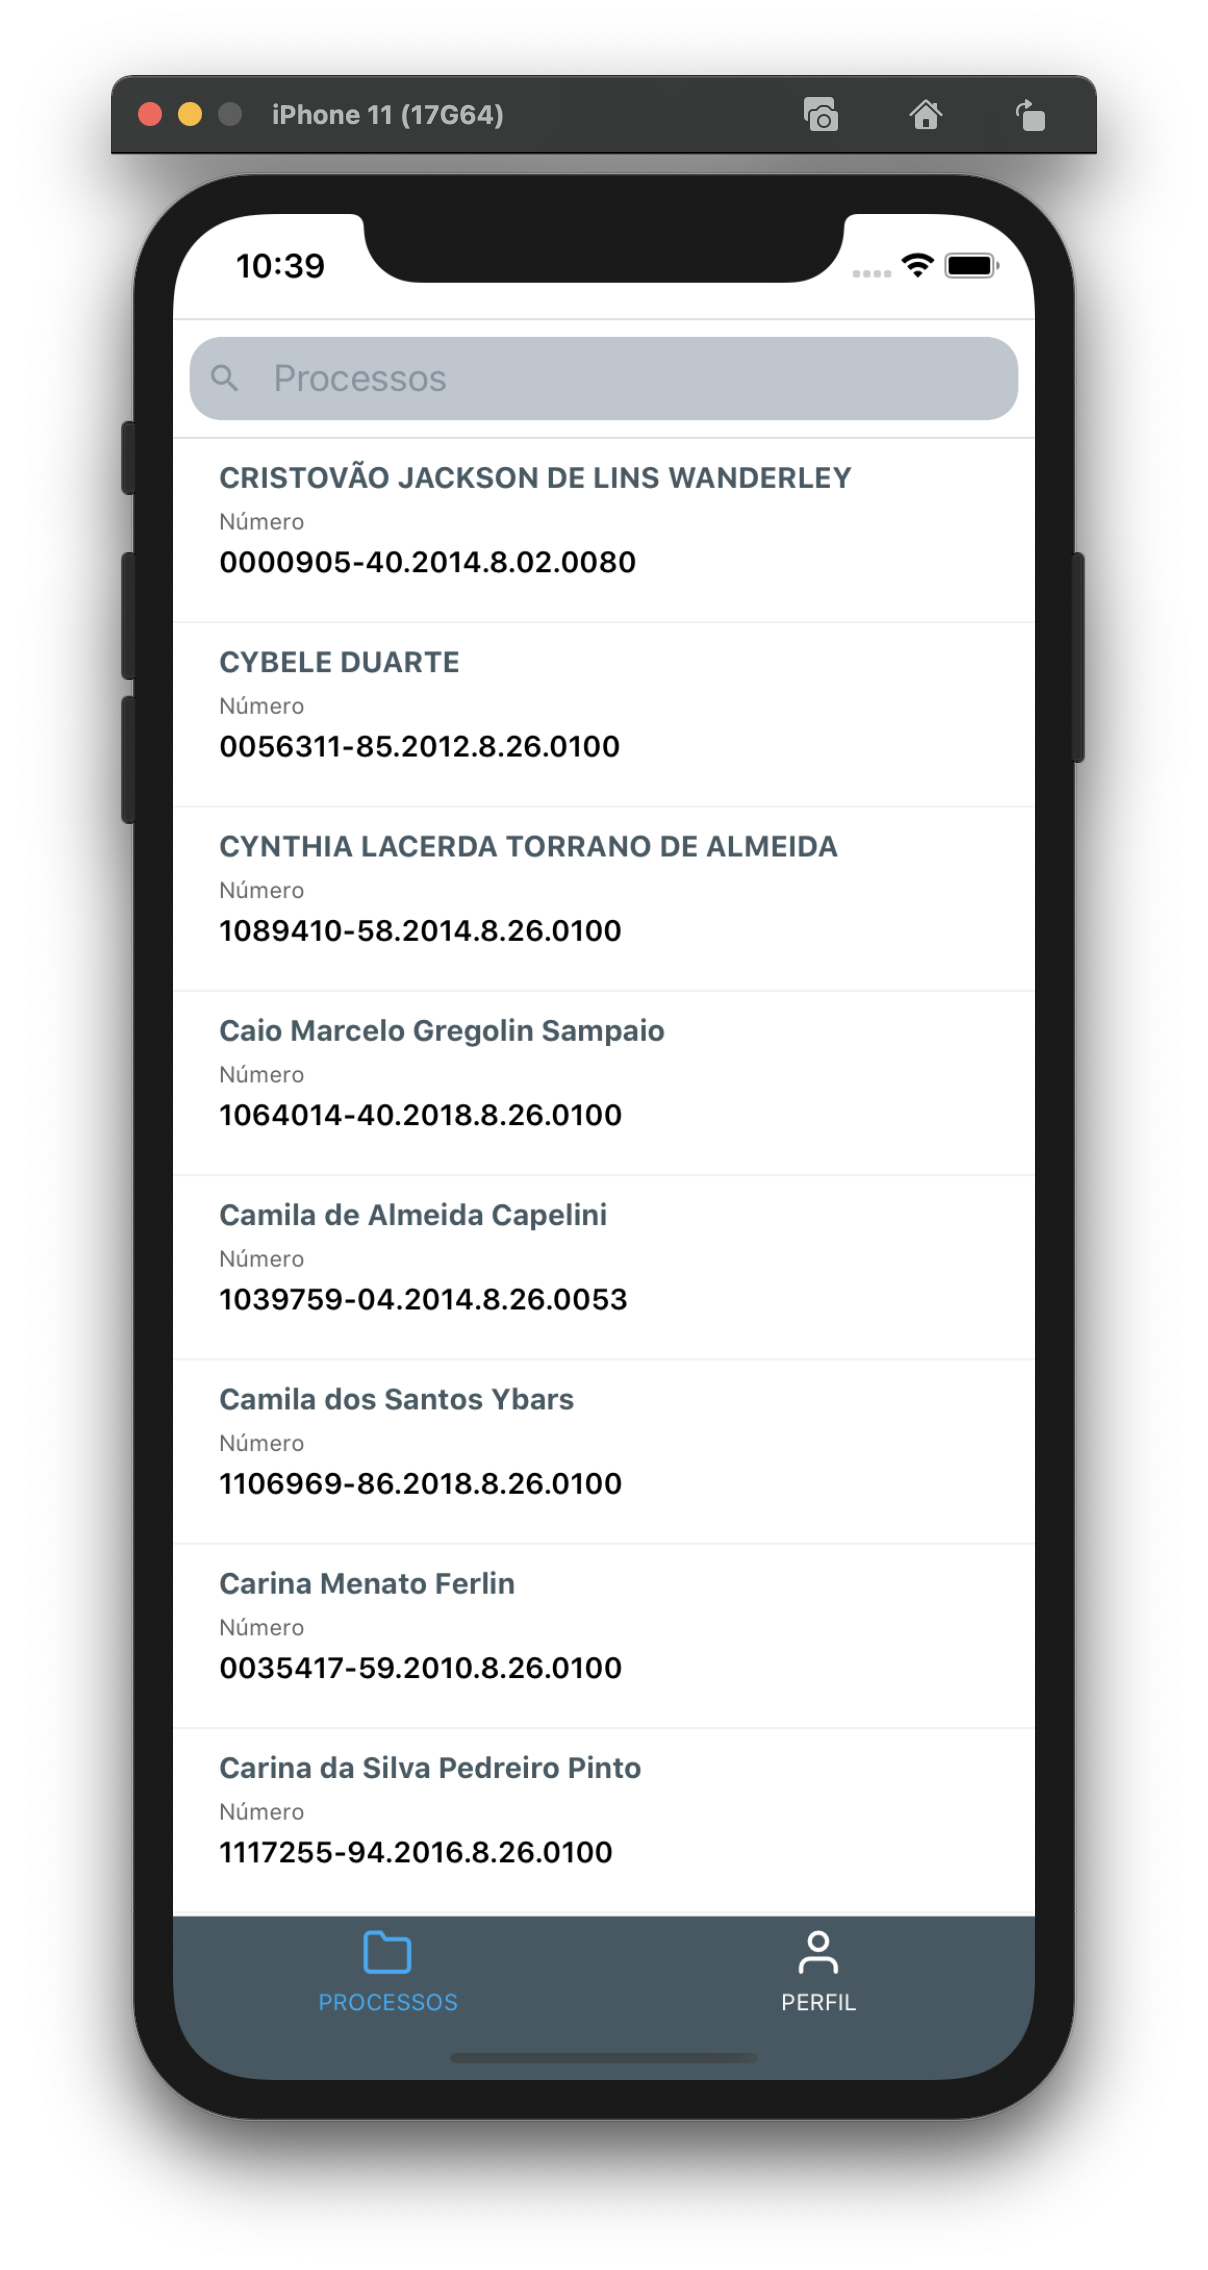 iPhone 11 (17G64)
10:39
Processos
CRISTOVÃO JACKSON DE LINS WANDERLEY
Número
0000905-40.2014.8.02.0080
CYBELE DUARTE
Número
0056311-85.2012.8.26.0100
CYNTHIA LACERDA TORRANO DE ALMEIDA
Número
1089410-58.2014.8.26.0100
Caio Marcelo Gregolin Sampaio
Número
1064014-40.2018.8.26.0100
Camila de Almeida Capelini
Número
1039759-04.2014.8.26.0053
Camila dos Santos Ybars
Número
1106969-86.2018.8.26.0100
Carina Menato Ferlin
Número
0035417-59.2010.8.26.0100
Carina da Silva Pedreiro Pinto
Número
1117255-94.2016.8.26.0100
PROCESSOS
PERFIL